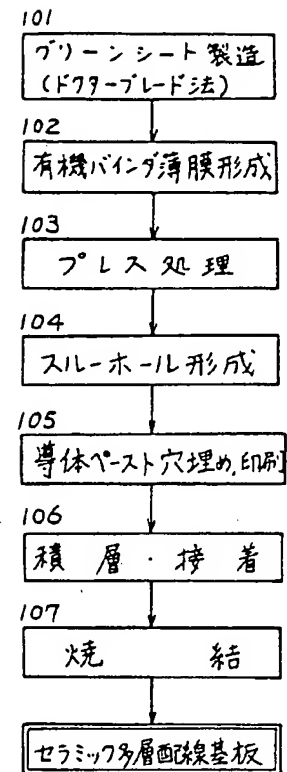 101
グリーンシート製造
(ドクターブレード法)
102
有機バインダ薄膜形成
103
プレス処理
104
スルーホール形成
105
導体ペースト穴埋め,印刷
106
積層・接着
107
焼結
セラミック多層配線基板